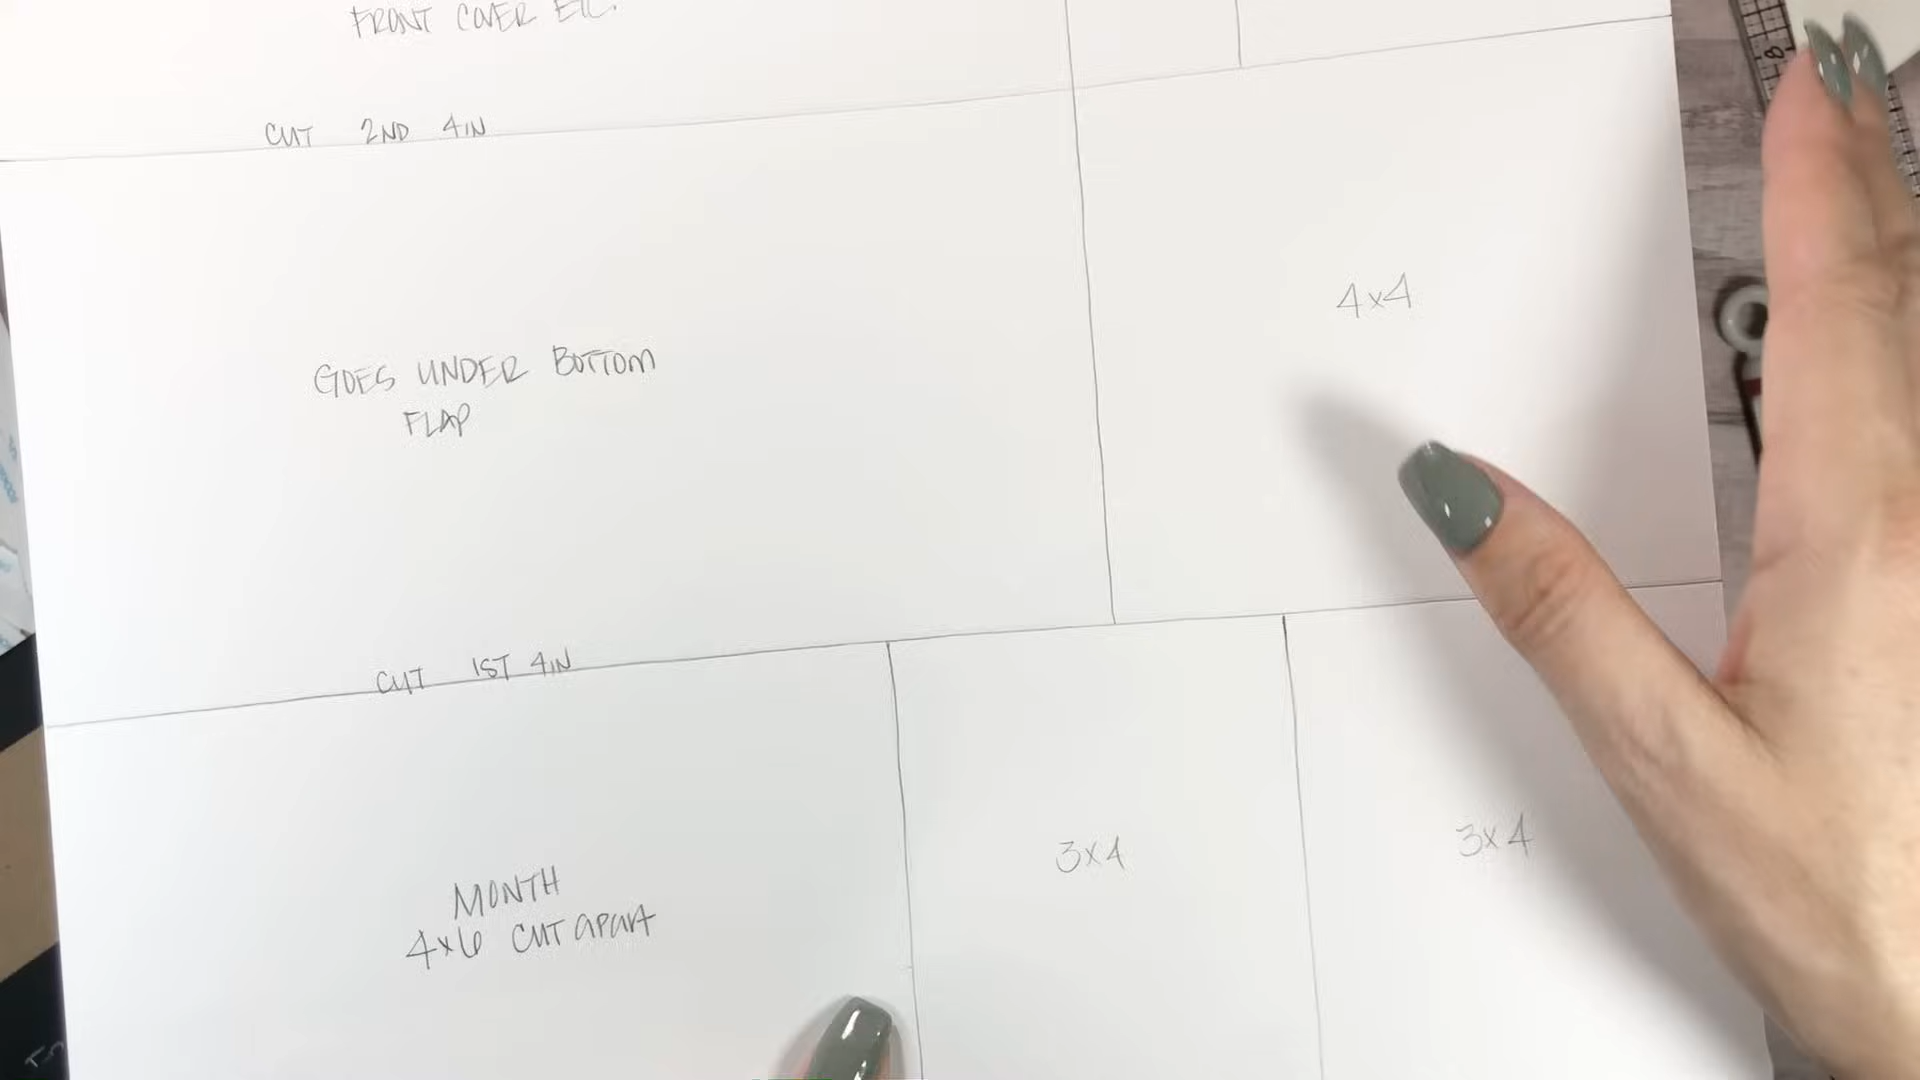 FRONT COVER ETC.
CUT 2ND 4IN
4x4
GOES UNDER BOTTOM
FLAP
CUT 1ST 4IN
MONTH
4x6 CUT apart
3x4
3x4
8